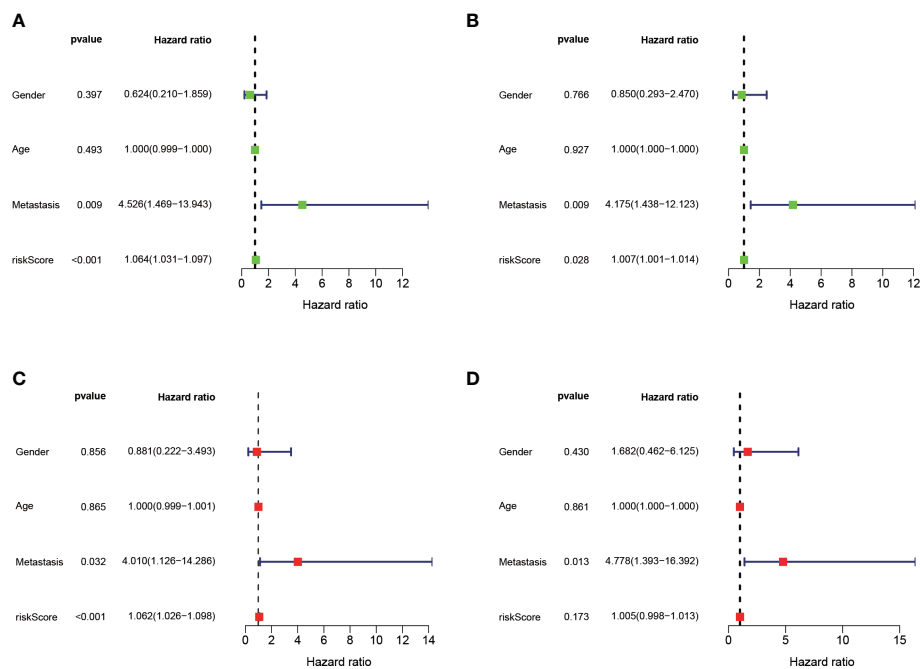 A
pvalue Hazard ratio
Gender 0.397 0.624(0.210−1.859)
Age 0.493 1.000(0.999−1.000)
Metastasis 0.009 4.526(1.469−13.943)
riskScore <0.001 1.064(1.031−1.097)
0 2 4 6 8 10 12
Hazard ratio
B
pvalue Hazard ratio
Gender 0.766 0.850(0.293−2.470)
Age 0.927 1.000(1.000−1.000)
Metastasis 0.009 4.175(1.438−12.123)
riskScore 0.028 1.007(1.001−1.014)
0 2 4 6 8 10 12
Hazard ratio
C
pvalue Hazard ratio
Gender 0.856 0.881(0.222−3.493)
Age 0.865 1.000(0.999−1.001)
Metastasis 0.032 4.010(1.126−14.286)
riskScore <0.001 1.062(1.026−1.098)
0 2 4 6 8 10 12 14
Hazard ratio
D
pvalue Hazard ratio
Gender 0.430 1.682(0.462−6.125)
Age 0.861 1.000(1.000−1.000)
Metastasis 0.013 4.778(1.393−16.392)
riskScore 0.173 1.005(0.998−1.013)
0 5 10 15
Hazard ratio